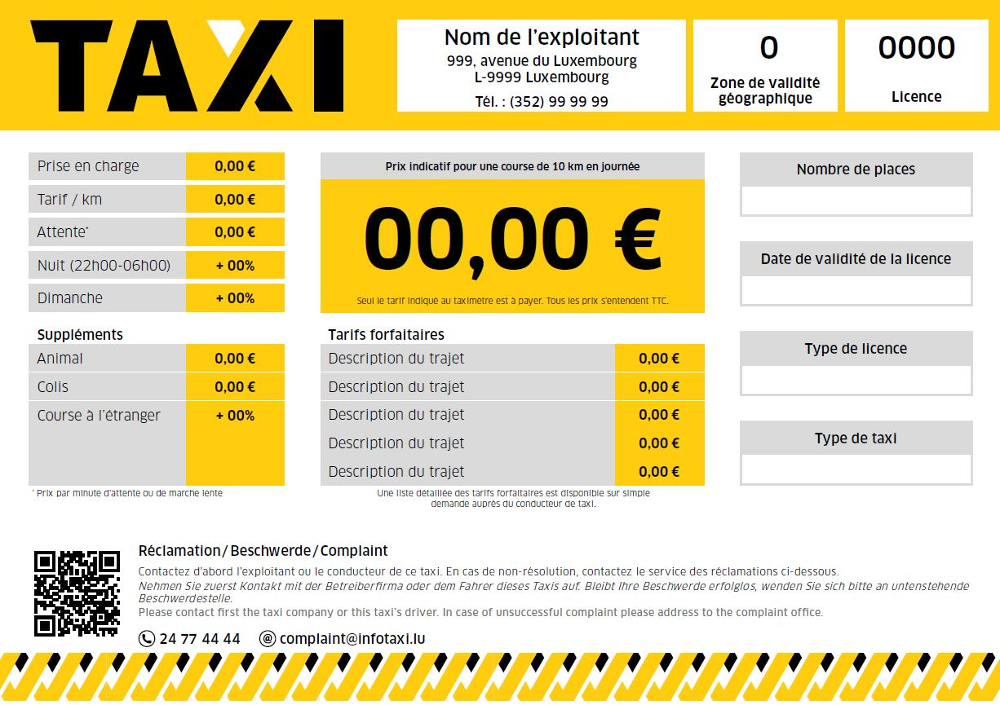 TAXI
Nom de l'exploitant
999, avenue du Luxembourg
L-9999 Luxembourg
Tél. : (352) 99 99 99
0
Zone de validité
géographique
0000
Licence
Prise en charge 0,00 €
Tarif / km 0,00 €
Attente* 0,00 €
Nuit (22h00-06h00) + 00%
Dimanche + 00%
Suppléments
Animal 0,00 €
Colis 0,00 €
Course à l'étranger + 00%
* Prix par minute d'attente ou de marche lente
Prix indicatif pour une course de 10 km en journée
00,00 €
Seul le tarif indiqué au taximètre est à payer. Tous les prix s'entendent TTC.
Tarifs forfaitaires
Description du trajet 0,00 €
Description du trajet 0,00 €
Description du trajet 0,00 €
Description du trajet 0,00 €
Description du trajet 0,00 €
Une liste détaillée des tarifs forfaitaires est disponible sur simple
demande auprès du conducteur de taxi.
Nombre de places
Date de validité de la licence
Type de licence
Type de taxi
Réclamation / Beschwerde / Complaint
Contactez d'abord l'exploitant ou le conducteur de ce taxi. En cas de non-résolution, contactez le service des réclamations ci-dessous.
Nehmen Sie zuerst Kontakt mit der Betreiberfirma oder dem Fahrer dieses Taxis auf. Bleibt Ihre Beschwerde erfolglos, wenden Sie sich bitte an untenstehende
Beschwerdestelle.
Please contact first the taxi company or this taxi's driver. In case of unsuccessful complaint please address to the complaint office.
24 77 44 44 @ complaint@infotaxi.lu